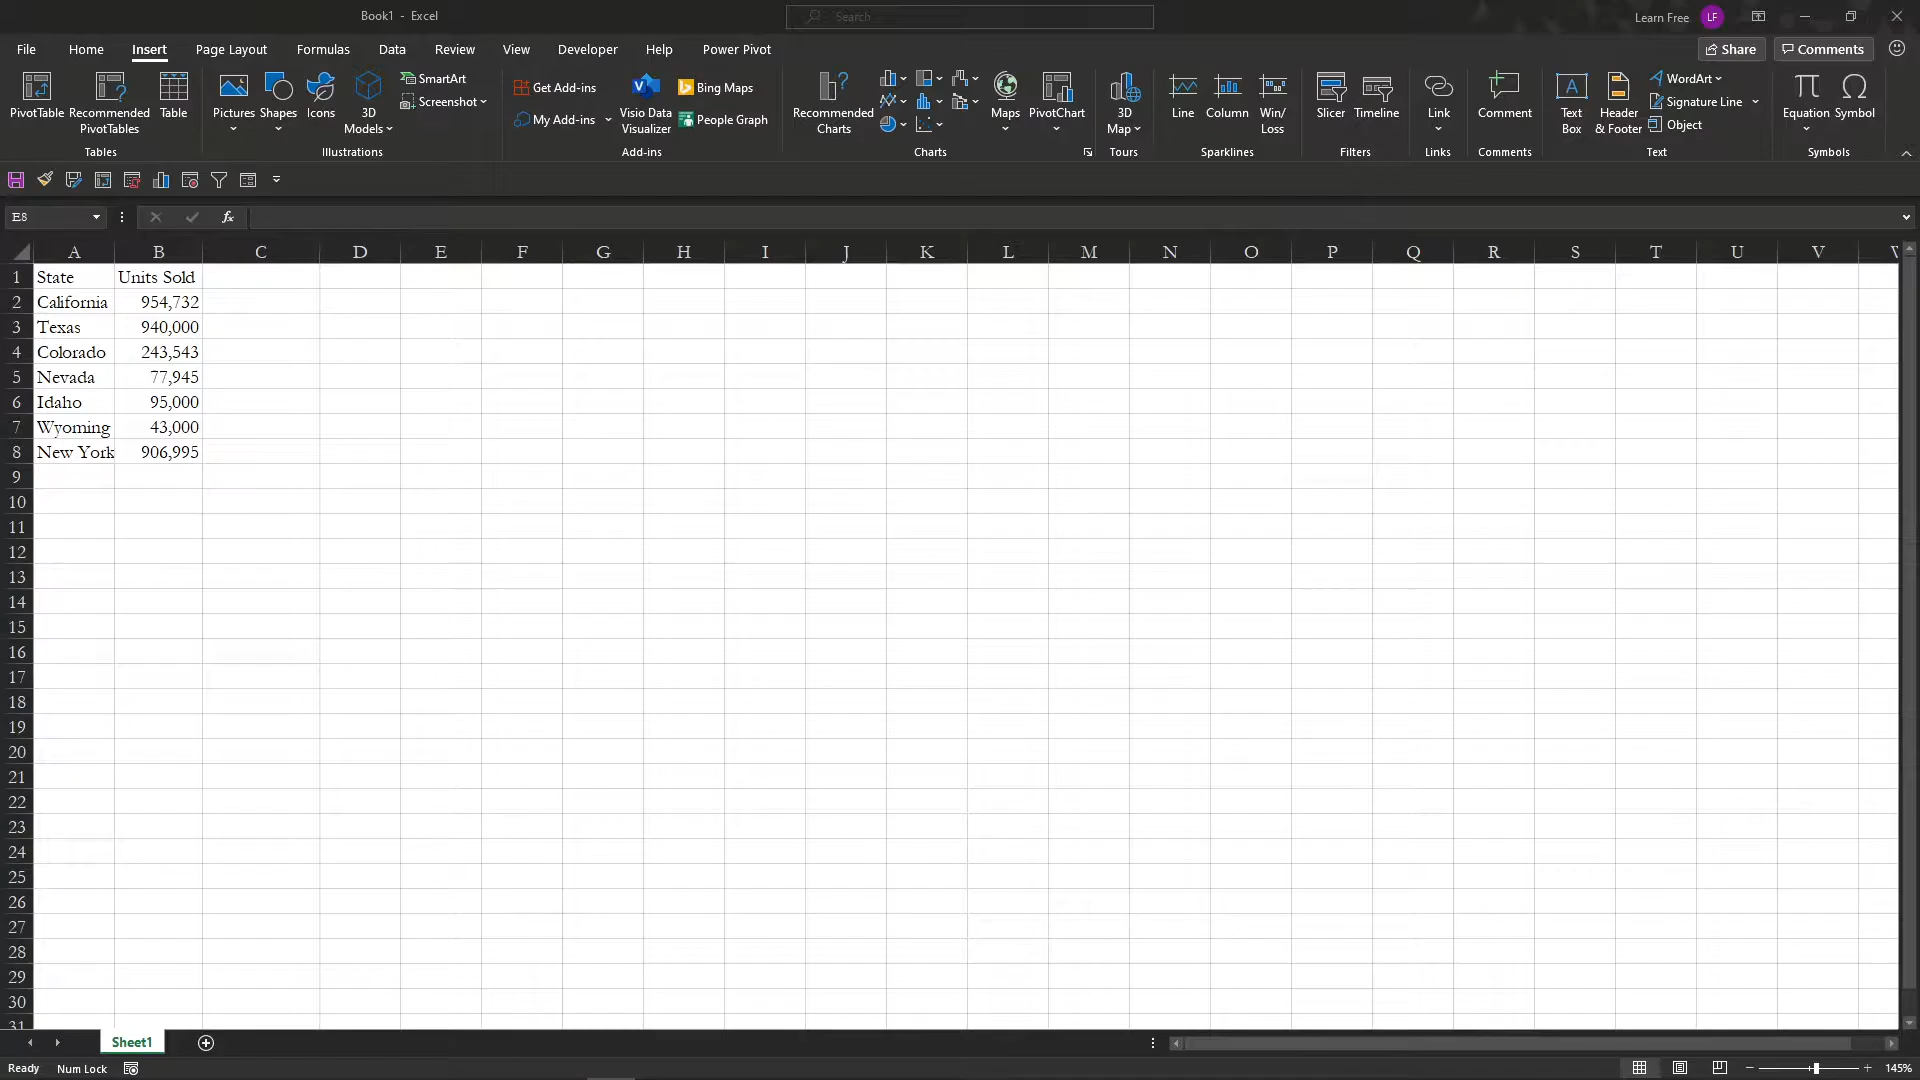 Book1 - Excel
Search
Learn Free
LF
File Home Insert Page Layout Formulas Data Review View Developer Help Power Pivot
Share
Comments
PivotTable
Recommended
PivotTables
Table
Tables
Pictures
Shapes
Icons
3D
Models
SmartArt
Screenshot
Illustrations
Get Add-ins
My Add-ins
Visio Data
Visualizer
Bing Maps
People Graph
Add-ins
Recommended
Charts
Maps
PivotChart
Charts
3D
Map
Tours
Line
Column
Win/
Loss
Sparklines
Slicer
Timeline
Filters
Link
Links
Comment
Comments
Text
Box
Header
& Footer
WordArt
Signature Line
Object
Text
Equation
Symbol
Symbols
E8
fx
A B C D E F G H I J K L M N O P Q R S T U V
1 State Units Sold
2 California 954,732
3 Texas 940,000
4 Colorado 243,543
5 Nevada 77,945
6 Idaho 95,000
7 Wyoming 43,000
8 New York 906,995
9
10
11
12
13
14
15
16
17
18
19
20
21
22
23
24
25
26
27
28
29
30
31
Sheet1
Ready Num Lock
145%